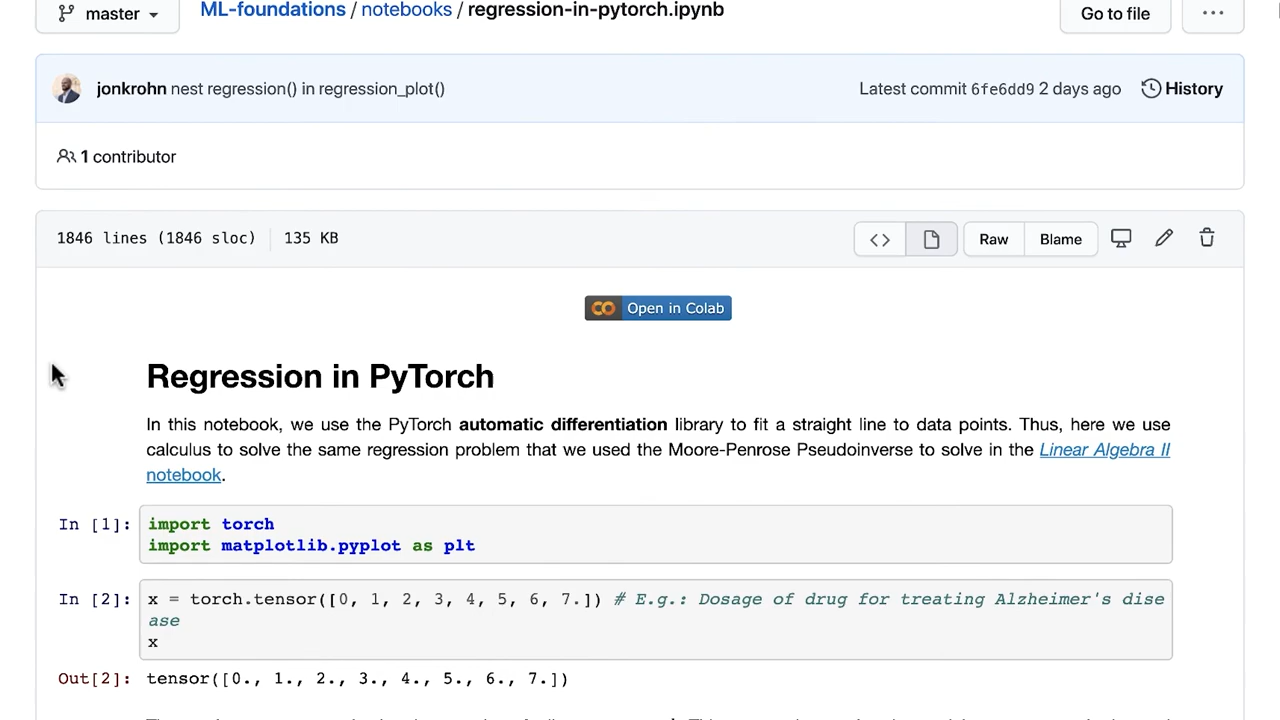 master
ML-foundations / notebooks / regression-in-pytorch.ipynb
Go to file
...
jonkrohn nest regression() in regression_plot()
Latest commit 6fe6dd9 2 days ago
History
1 contributor
1846 lines (1846 sloc)
135 KB
<>
Raw
Blame
Open in Colab
Regression in PyTorch
In this notebook, we use the PyTorch automatic differentiation library to fit a straight line to data points. Thus, here we use
calculus to solve the same regression problem that we used the Moore-Penrose Pseudoinverse to solve in the Linear Algebra II
notebook.
In [1]:
import torch
import matplotlib.pyplot as plt
In [2]:
x = torch.tensor([0, 1, 2, 3, 4, 5, 6, 7.]) # E.g.: Dosage of drug for treating Alzheimer's dise
ase
x
Out[2]: tensor([0., 1., 2., 3., 4., 5., 6., 7.])